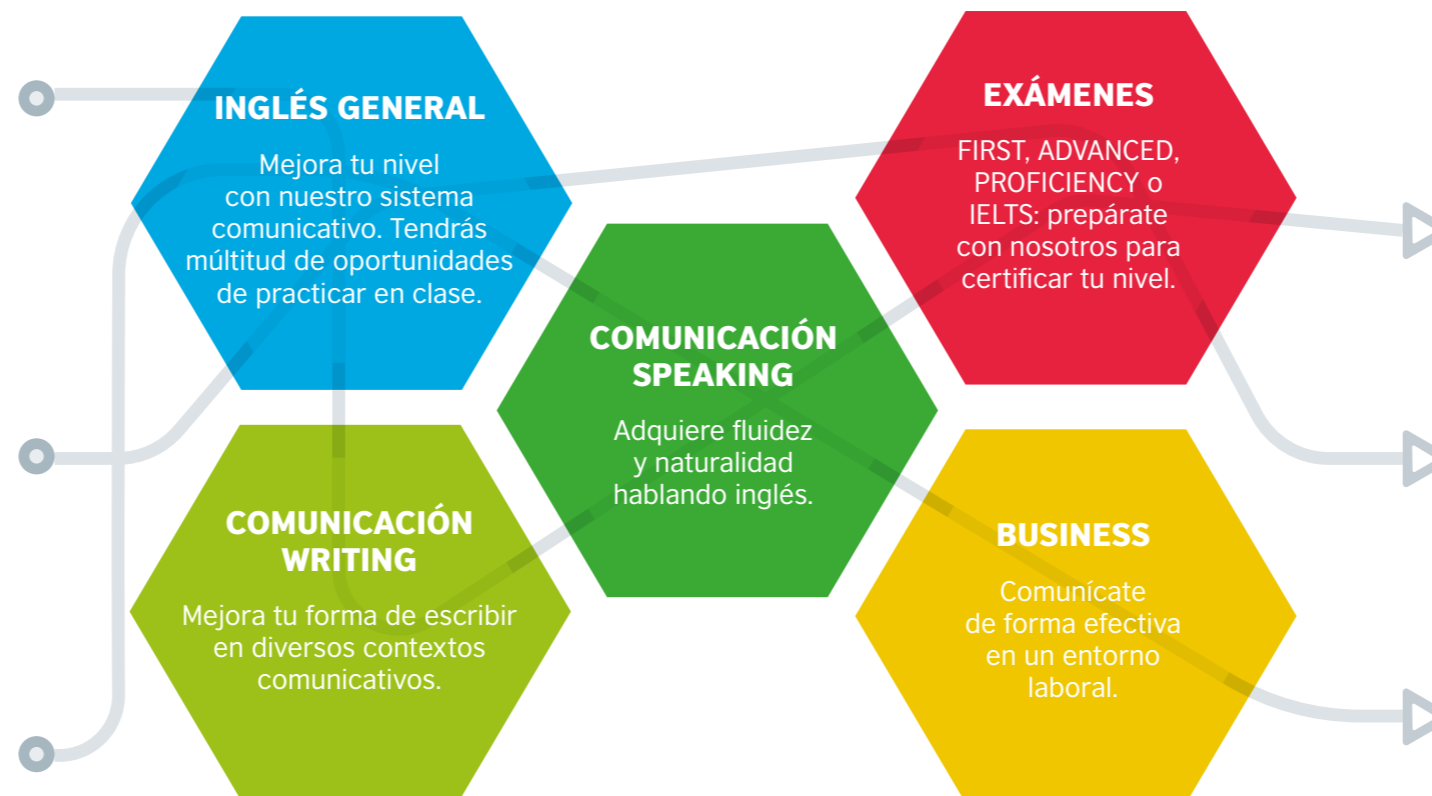 INGLÉS GENERAL
Mejora tu nivel
con nuestro sistema
comunicativo. Tendrás
múltitud de oportunidades
de practicar en clase.
EXÁMENES
FIRST, ADVANCED,
PROFICIENCY o
IELTS: prepárate
con nosotros para
certificar tu nivel.
COMUNICACIÓN
SPEAKING
Adquiere fluidez
y naturalidad
hablando inglés.
COMUNICACIÓN
WRITING
Mejora tu forma de escribir
en diversos contextos
comunicativos.
BUSINESS
Comunícate
de forma efectiva
en un entorno
laboral.